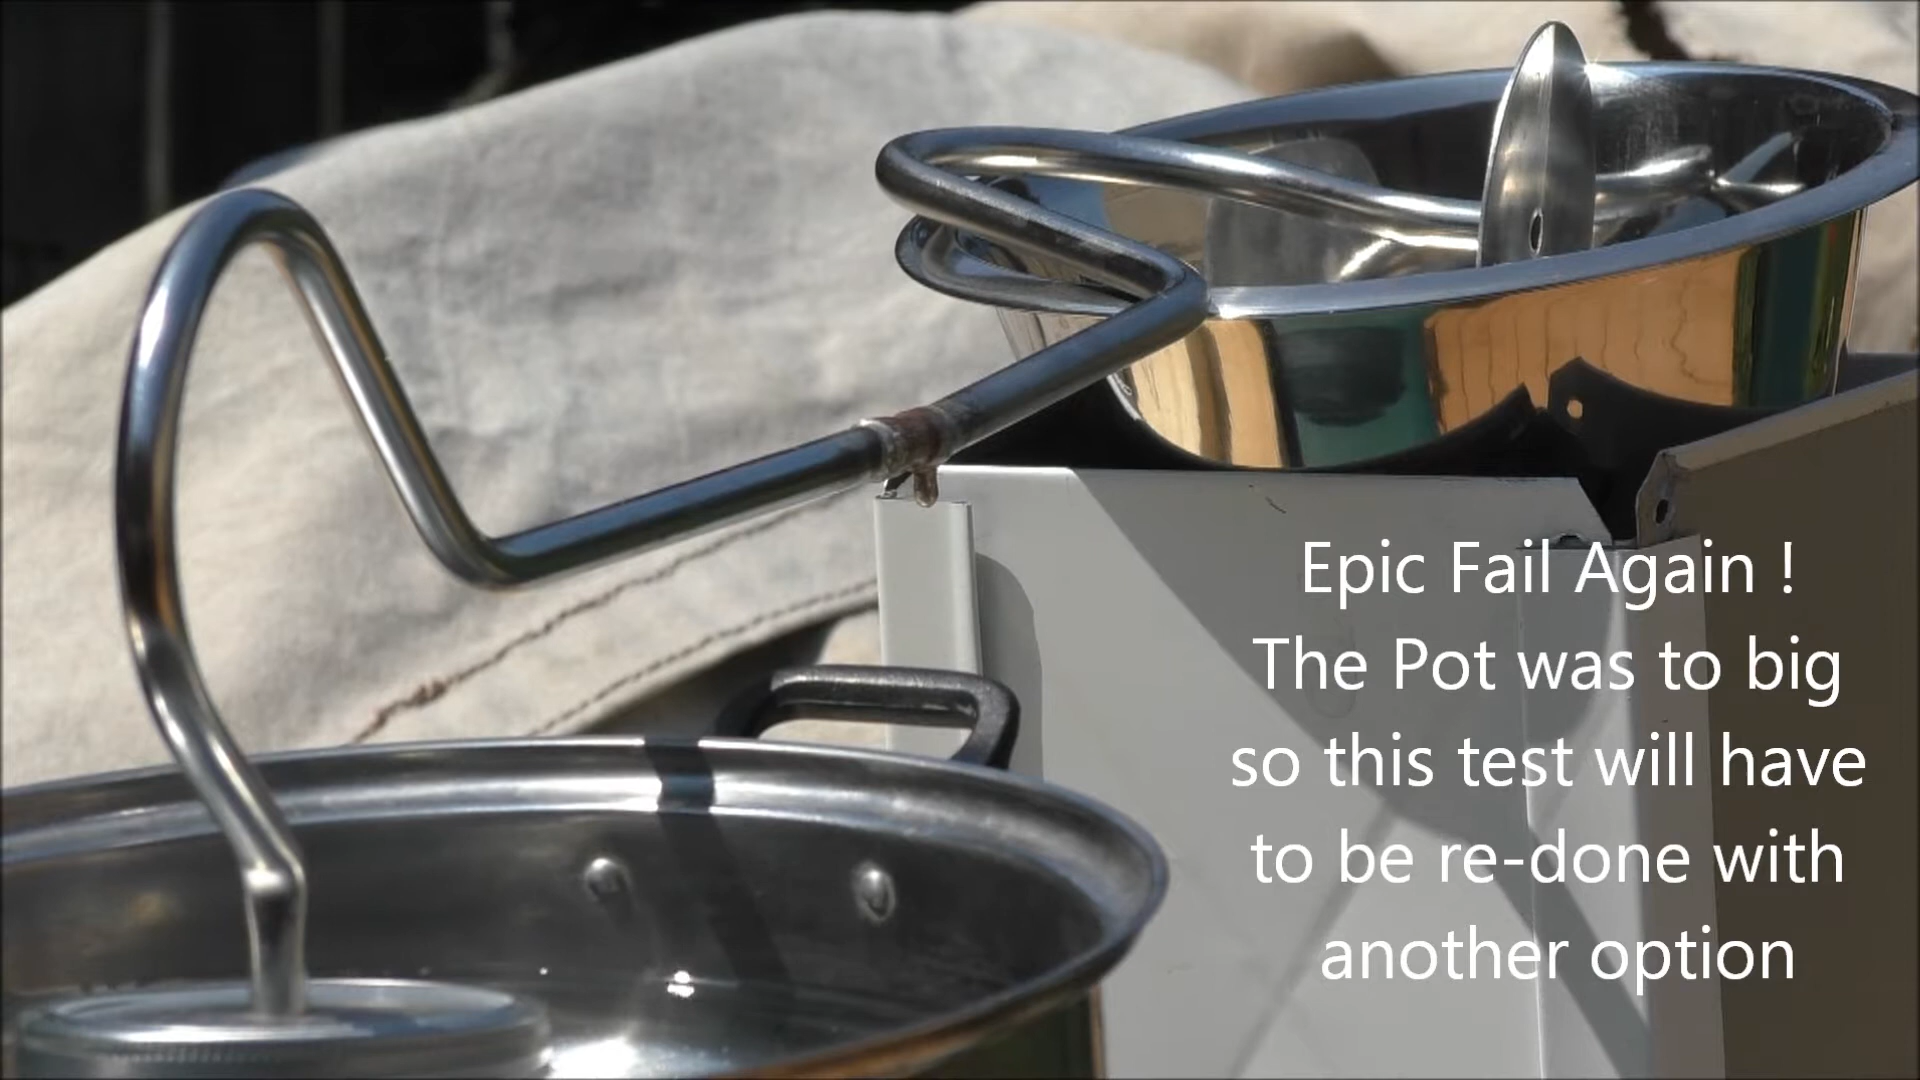 Epic Fail Again !
The Pot was to big
so this test will have
to be re-done with
another option